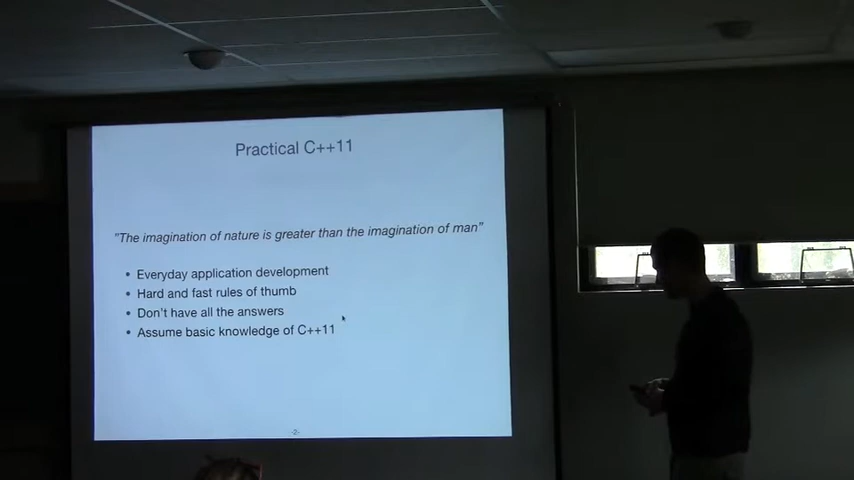 Practical C++11
"The imagination of nature is greater than the imagination of man"
• Everyday application development
• Hard and fast rules of thumb
• Don't have all the answers
• Assume basic knowledge of C++11
-2-